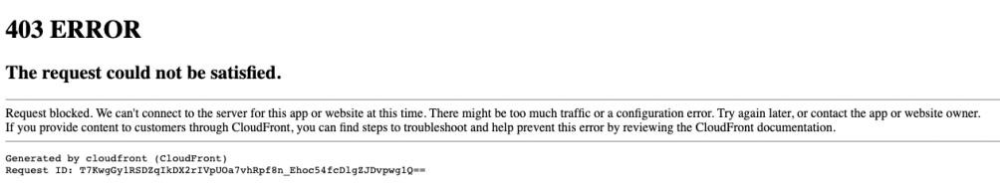 403 ERROR
The request could not be satisfied.
Request blocked. We can't connect to the server for this app or website at this time. There might be too much traffic or a configuration error. Try again later, or contact the app or website owner.
If you provide content to customers through CloudFront, you can find steps to troubleshoot and help prevent this error by reviewing the CloudFront documentation.
Generated by cloudfront (CloudFront)
Request ID: T7KwgGy1RSDZqIkDX2rIVpUOa7vhRpf8n_Ehoc54fcDlgZJDvpwglQ==